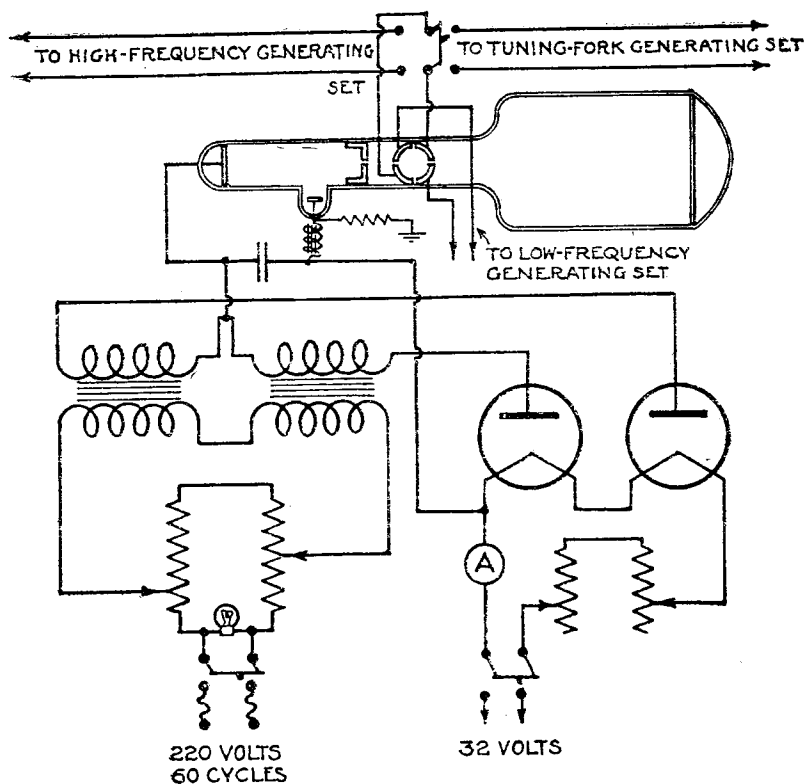 TO HIGH-FREQUENCY GENERATING
SET
TO TUNING-FORK GENERATING SET
TO LOW-FREQUENCY
GENERATING SET
A
220 VOLTS
60 CYCLES
32 VOLTS